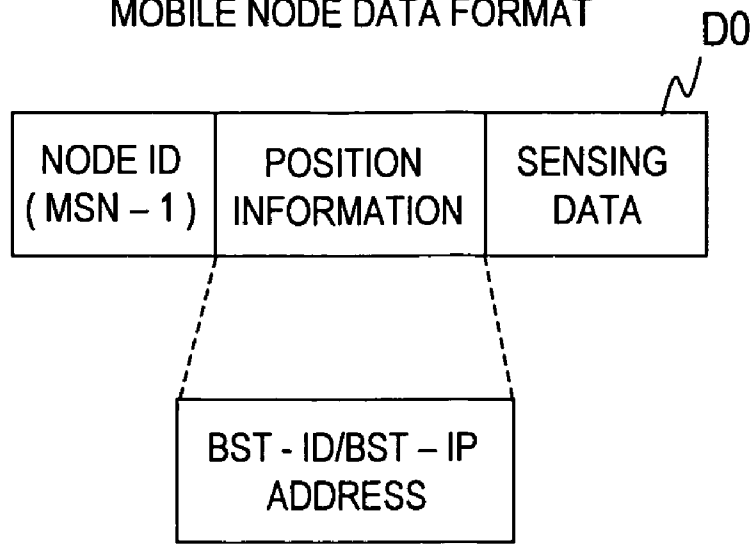 MOBILE NODE DATA FORMAT
D0
NODE ID
( MSN – 1 )
POSITION
INFORMATION
SENSING
DATA
BST - ID/BST – IP
ADDRESS